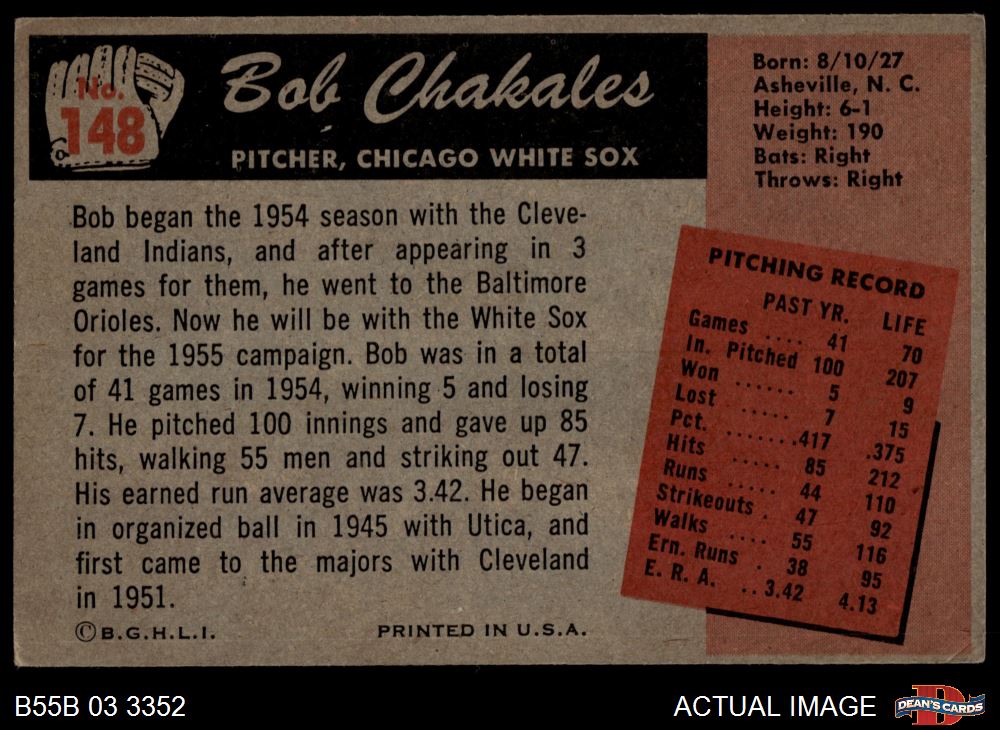 No.
148
Bob Chakales
PITCHER, CHICAGO WHITE SOX
Born: 8/10/27
Asheville, N. C.
Height: 6-1
Weight: 190
Bats: Right
Throws: Right
Bob began the 1954 season with the Cleve-
land Indians, and after appearing in 3
games for them, he went to the Baltimore
Orioles. Now he will be with the White Sox
for the 1955 campaign. Bob was in a total
of 41 games in 1954, winning 5 and losing
7. He pitched 100 innings and gave up 85
hits, walking 55 men and striking out 47.
His earned run average was 3.42. He began
in organized ball in 1945 with Utica, and
first came to the majors with Cleveland
in 1951.
©B.G.H.L.I. PRINTED IN U.S.A.
PITCHING RECORD
PAST YR. LIFE
Games .... 41 70
In. Pitched 100 207
Won ...... 5 9
Lost ..... 7 15
Pct. .......417 .375
Hits ..... 85 212
Runs ..... 44 110
Strikeouts . 47 92
Walks .... 55 116
Ern. Runs . 38 95
E. R. A. .. 3.42 4.13
B55B 03 3352 ACTUAL IMAGE DEAN'S CARDS